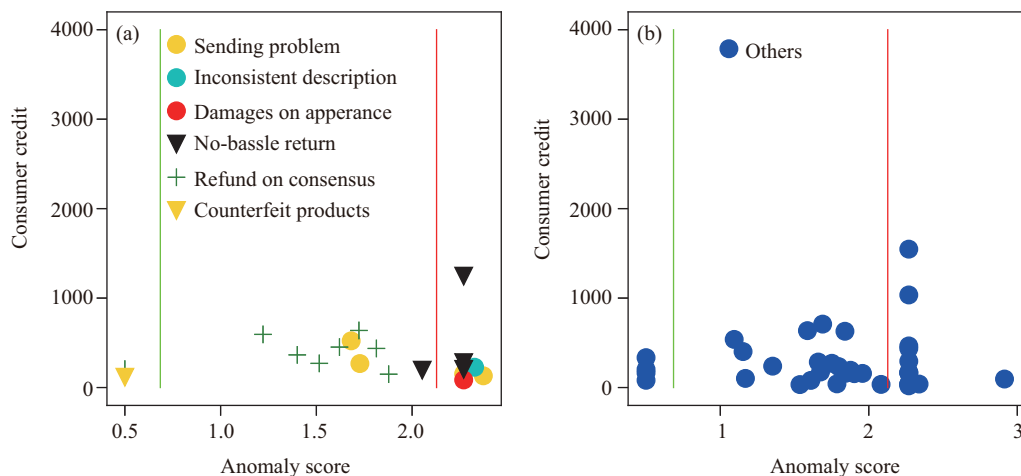 (a)
Sending problem
Inconsistent description
Damages on apperance
No-bassle return
Refund on consensus
Counterfeit products
4000
3000
2000
1000
0
Consumer credit
0.5 1.0 1.5 2.0
Anomaly score
(b)
Others
4000
3000
2000
1000
0
Consumer credit
1 2 3
Anomaly score